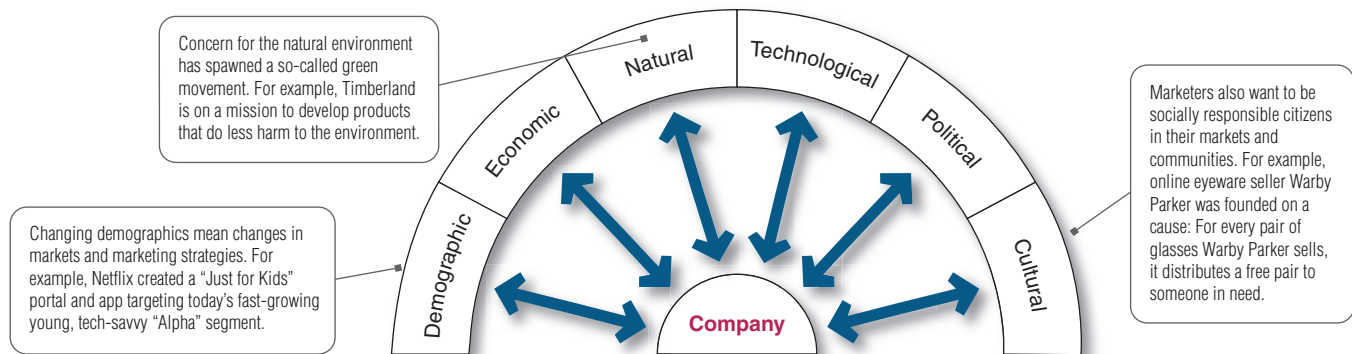 Concern for the natural environment
has spawned a so-called green
movement. For example, Timberland
is on a mission to develop products
that do less harm to the environment.
Changing demographics mean changes in
markets and marketing strategies. For
example, Netflix created a “Just for Kids”
portal and app targeting today’s fast-growing
young, tech-savvy “Alpha” segment.
Demographic
Economic
Natural
Technological
Political
Cultural
Company
Marketers also want to be
socially responsible citizens
in their markets and
communities. For example,
online eyeware seller Warby
Parker was founded on a
cause: For every pair of
glasses Warby Parker sells,
it distributes a free pair to
someone in need.